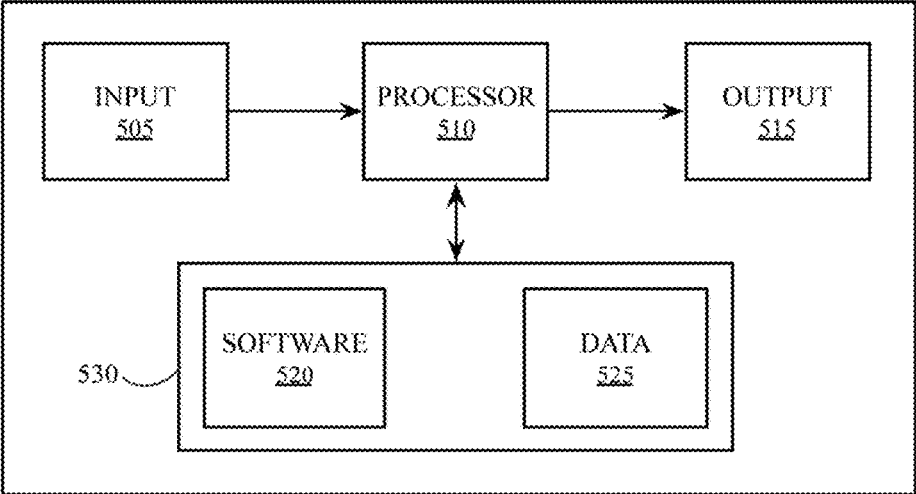 INPUT
505
PROCESSOR
510
OUTPUT
515
SOFTWARE
520
DATA
525
530